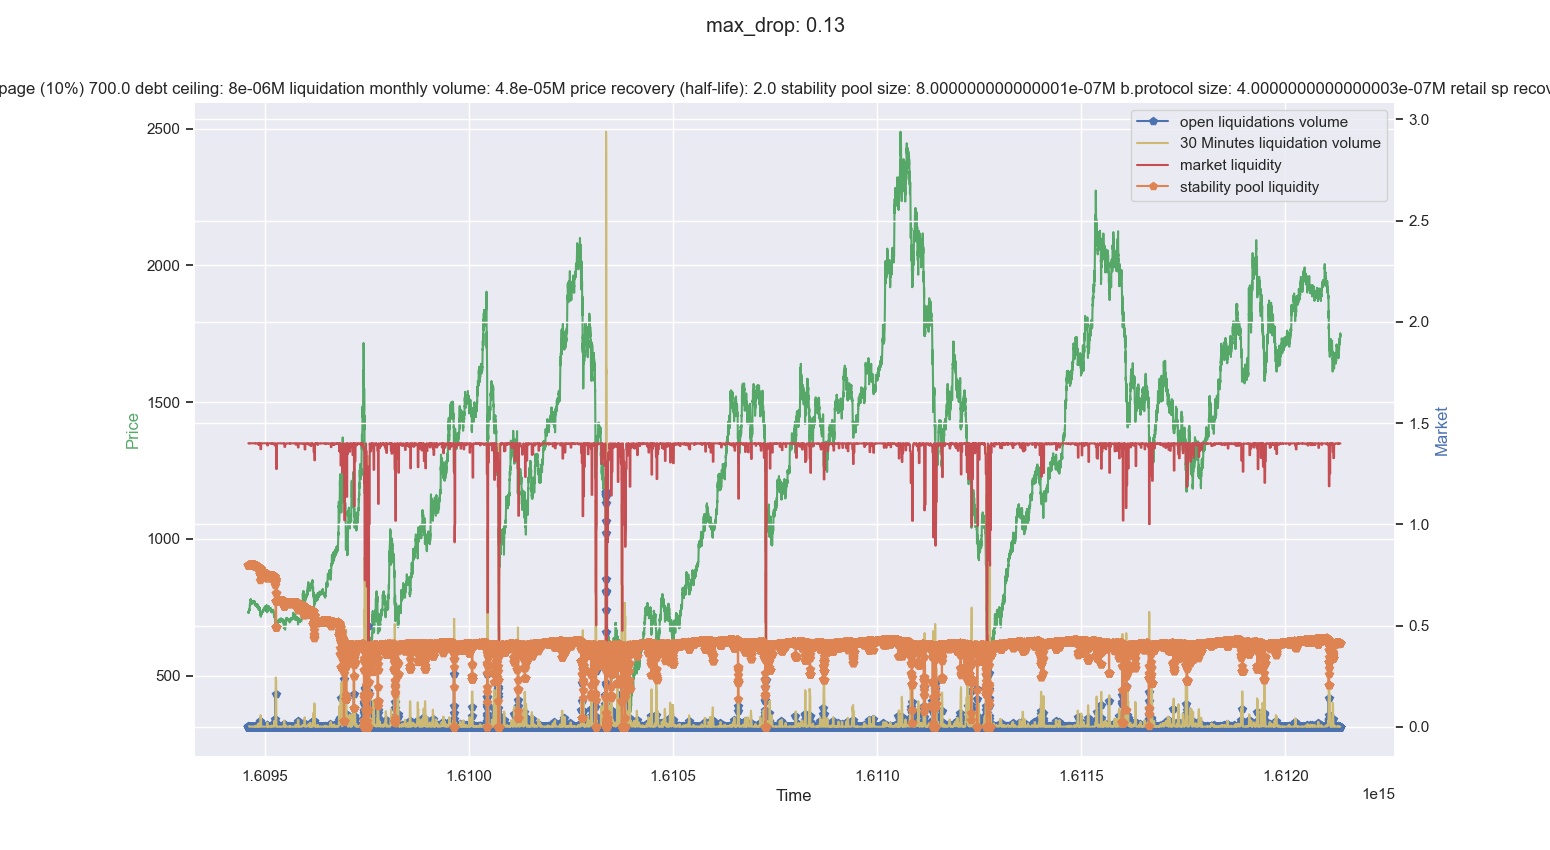 max_drop: 0.13
page (10%) 700.0 debt ceiling: 8e-06M liquidation monthly volume: 4.8e-05M price recovery (half-life): 2.0 stability pool size: 8.000000000000001e-07M b.protocol size: 4.0000000000000003e-07M retail sp
open liquidations volume
30 Minutes liquidation volume
market liquidity
stability pool liquidity
2500
2000
1500
1000
500
Price
3.0
2.5
2.0
1.5
1.0
0.5
0.0
Market
1.6095 1.6100 1.6105 1.6110 1.6115 1.6120
1e15
Time